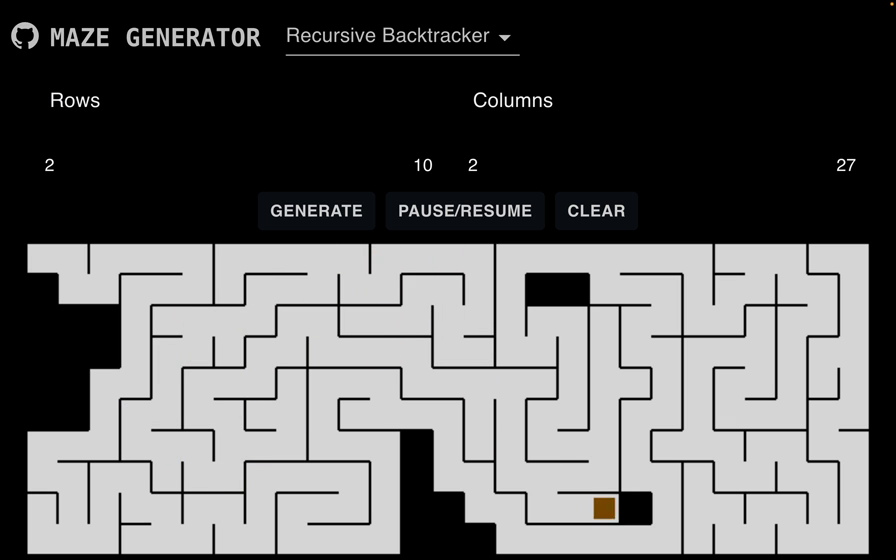 MAZE GENERATOR Recursive Backtracker
Rows Columns
2 10 2 27
GENERATE PAUSE/RESUME CLEAR